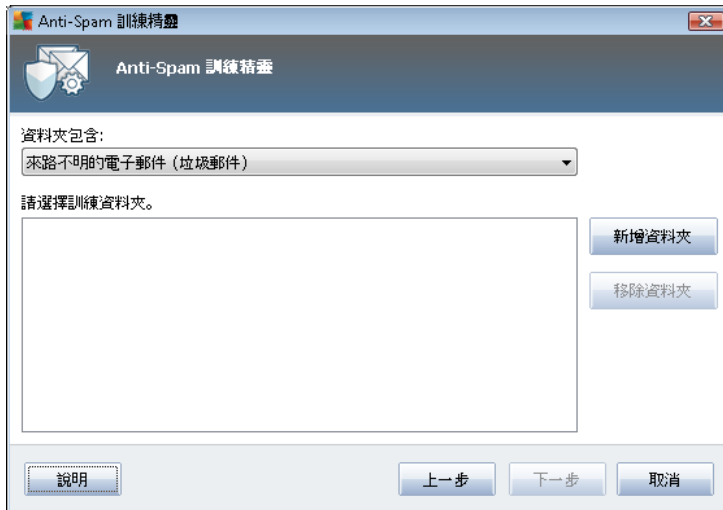 Anti-Spam 訓練精靈
Anti-Spam 訓練精靈
資料夾包含:
來路不明的電子郵件 (垃圾郵件)
請選擇訓練資料夾。
新增資料夾
移除資料夾
說明
上一步
下一步
取消